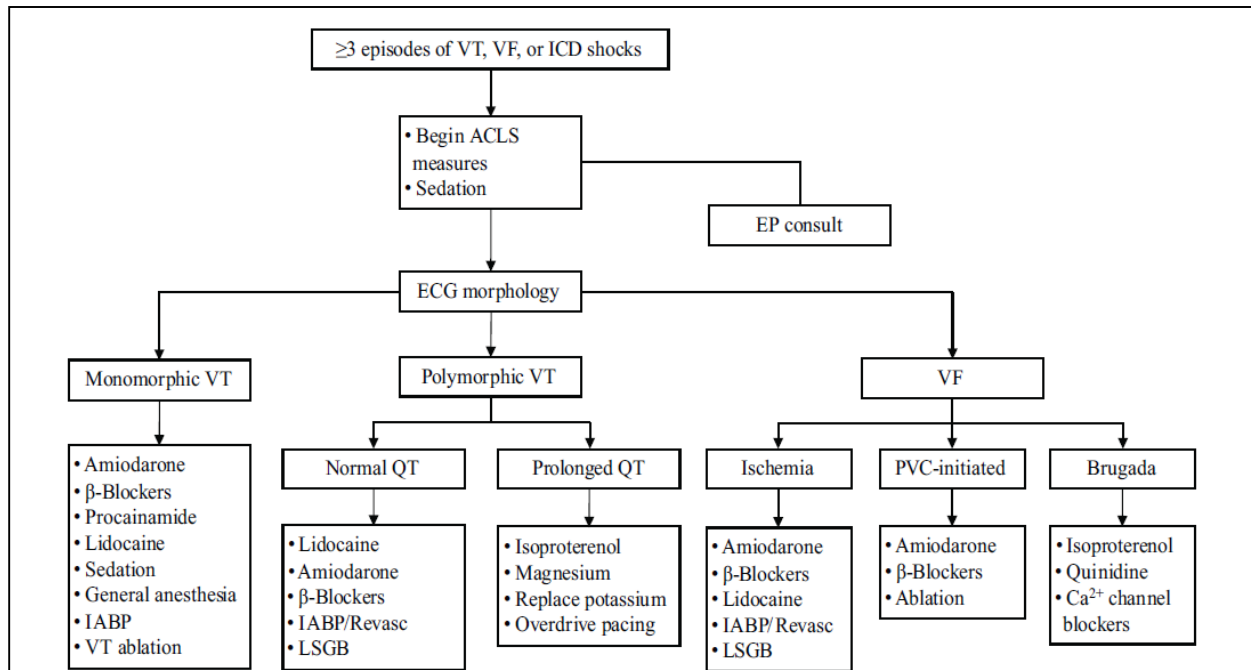 ≥3 episodes of VT, VF, or ICD shocks
• Begin ACLS
measures
• Sedation
EP consult
ECG morphology
Monomorphic VT
Polymorphic VT
VF
Normal QT
Prolonged QT
Ischemia
PVC-initiated
Brugada
• Amiodarone
• β-Blockers
• Procainamide
• Lidocaine
• Sedation
• General anesthesia
• IABP
• VT ablation
• Lidocaine
• Amiodarone
• β-Blockers
• IABP/Revasc
• LSGB
• Isoproterenol
• Magnesium
• Replace potassium
• Overdrive pacing
• Amiodarone
• β-Blockers
• Lidocaine
• IABP/Revasc
• LSGB
• Amiodarone
• β-Blockers
• Ablation
• Isoproterenol
• Quinidine
• Ca²⁺ channel
blockers